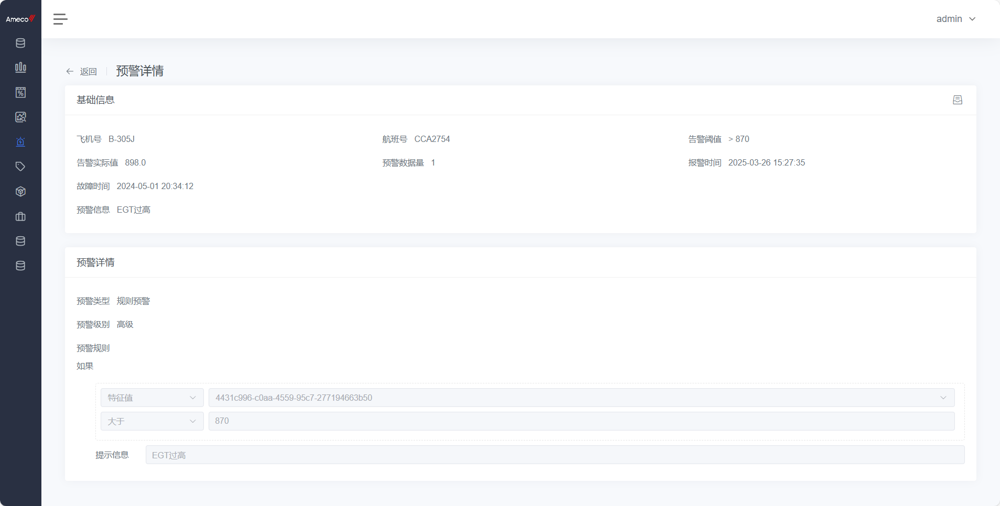 Ameco
admin
返回
预警详情
基础信息
飞机号 B-305J 航班号 CCA2754 告警阈值 > 870
告警实际值 898.0 预警数据量 1 报警时间 2025-03-26 15:27:35
故障时间 2024-05-01 20:34:12
预警信息 EGT过高
预警详情
预警类型 规则预警
预警级别 高级
预警规则
如果
特征值 4431c996-c0aa-4559-95c7-277194663b50
大于 870
提示信息 EGT过高